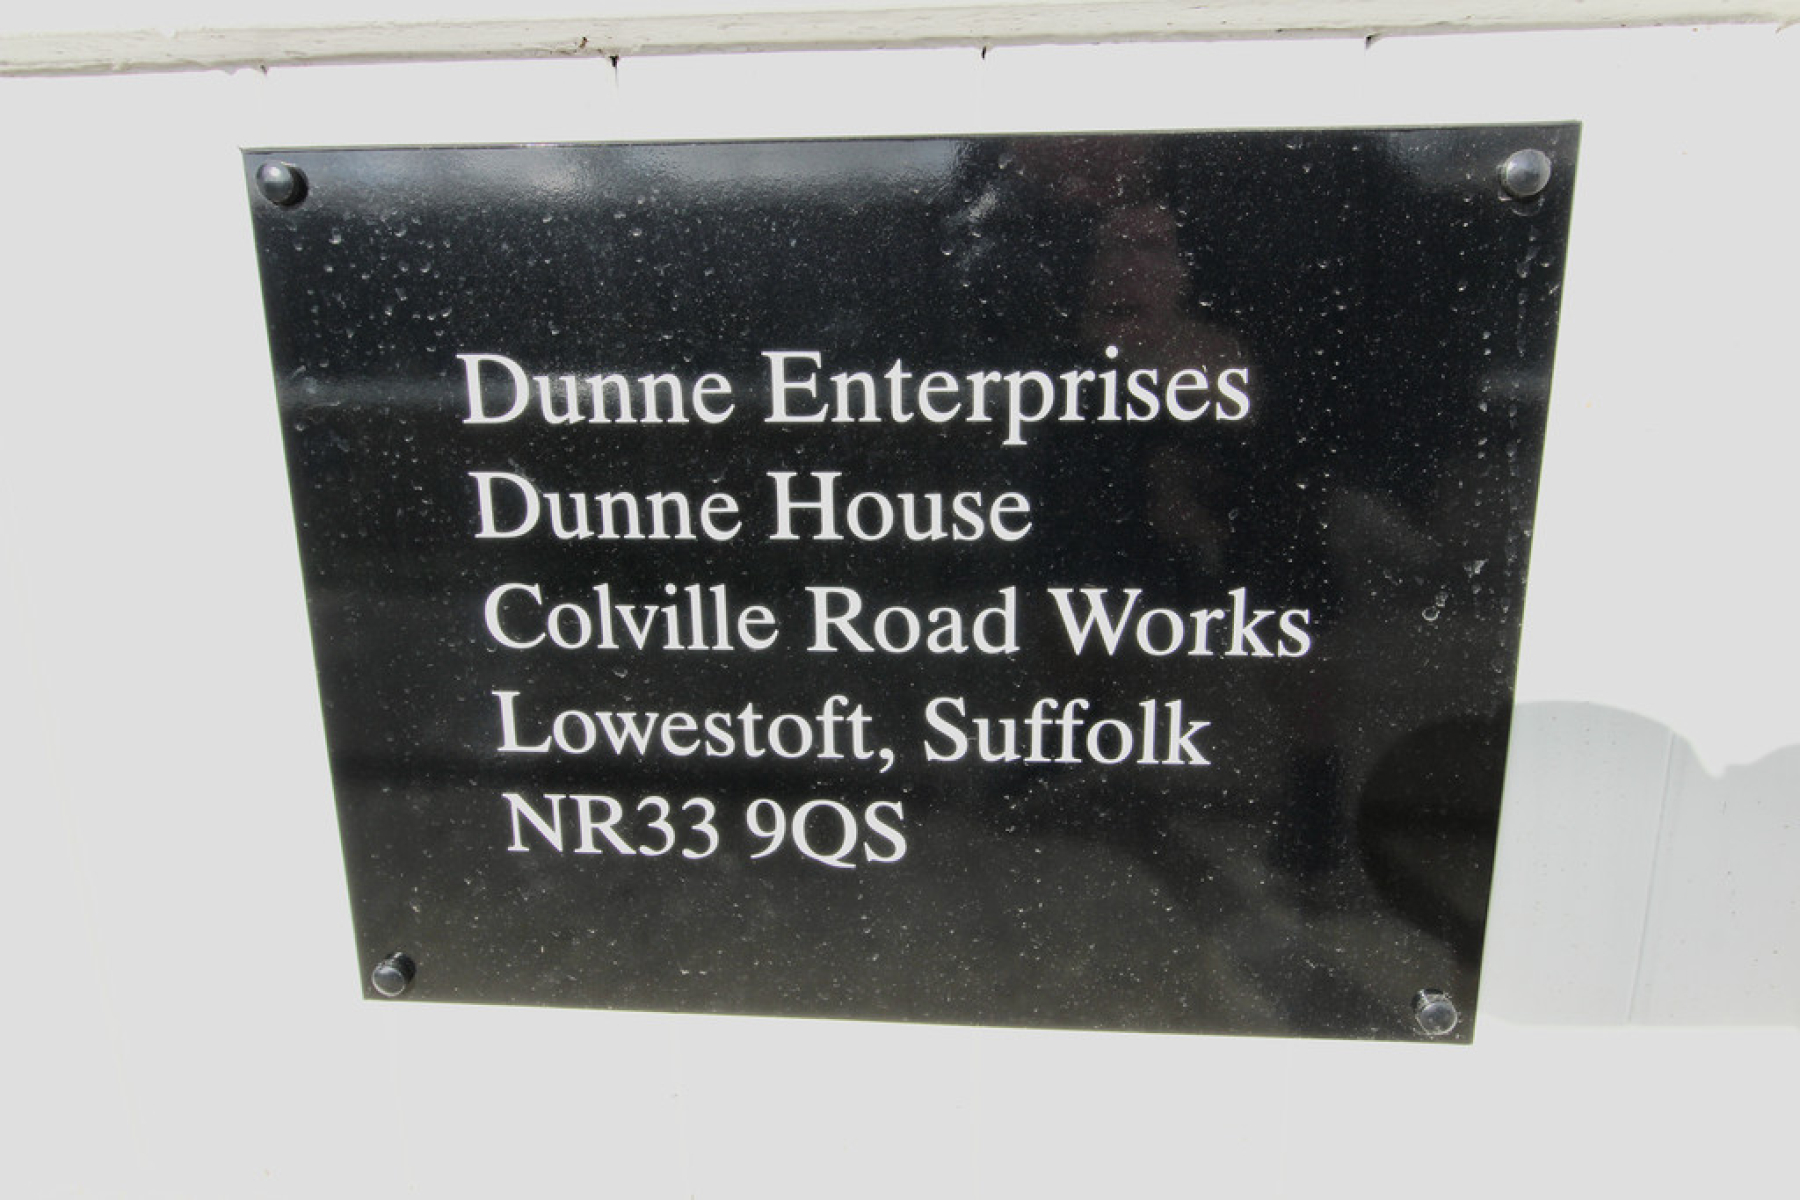 Dunne Enterprises
Dunne House
Colville Road Works
Lowestoft, Suffolk
NR33 9QS